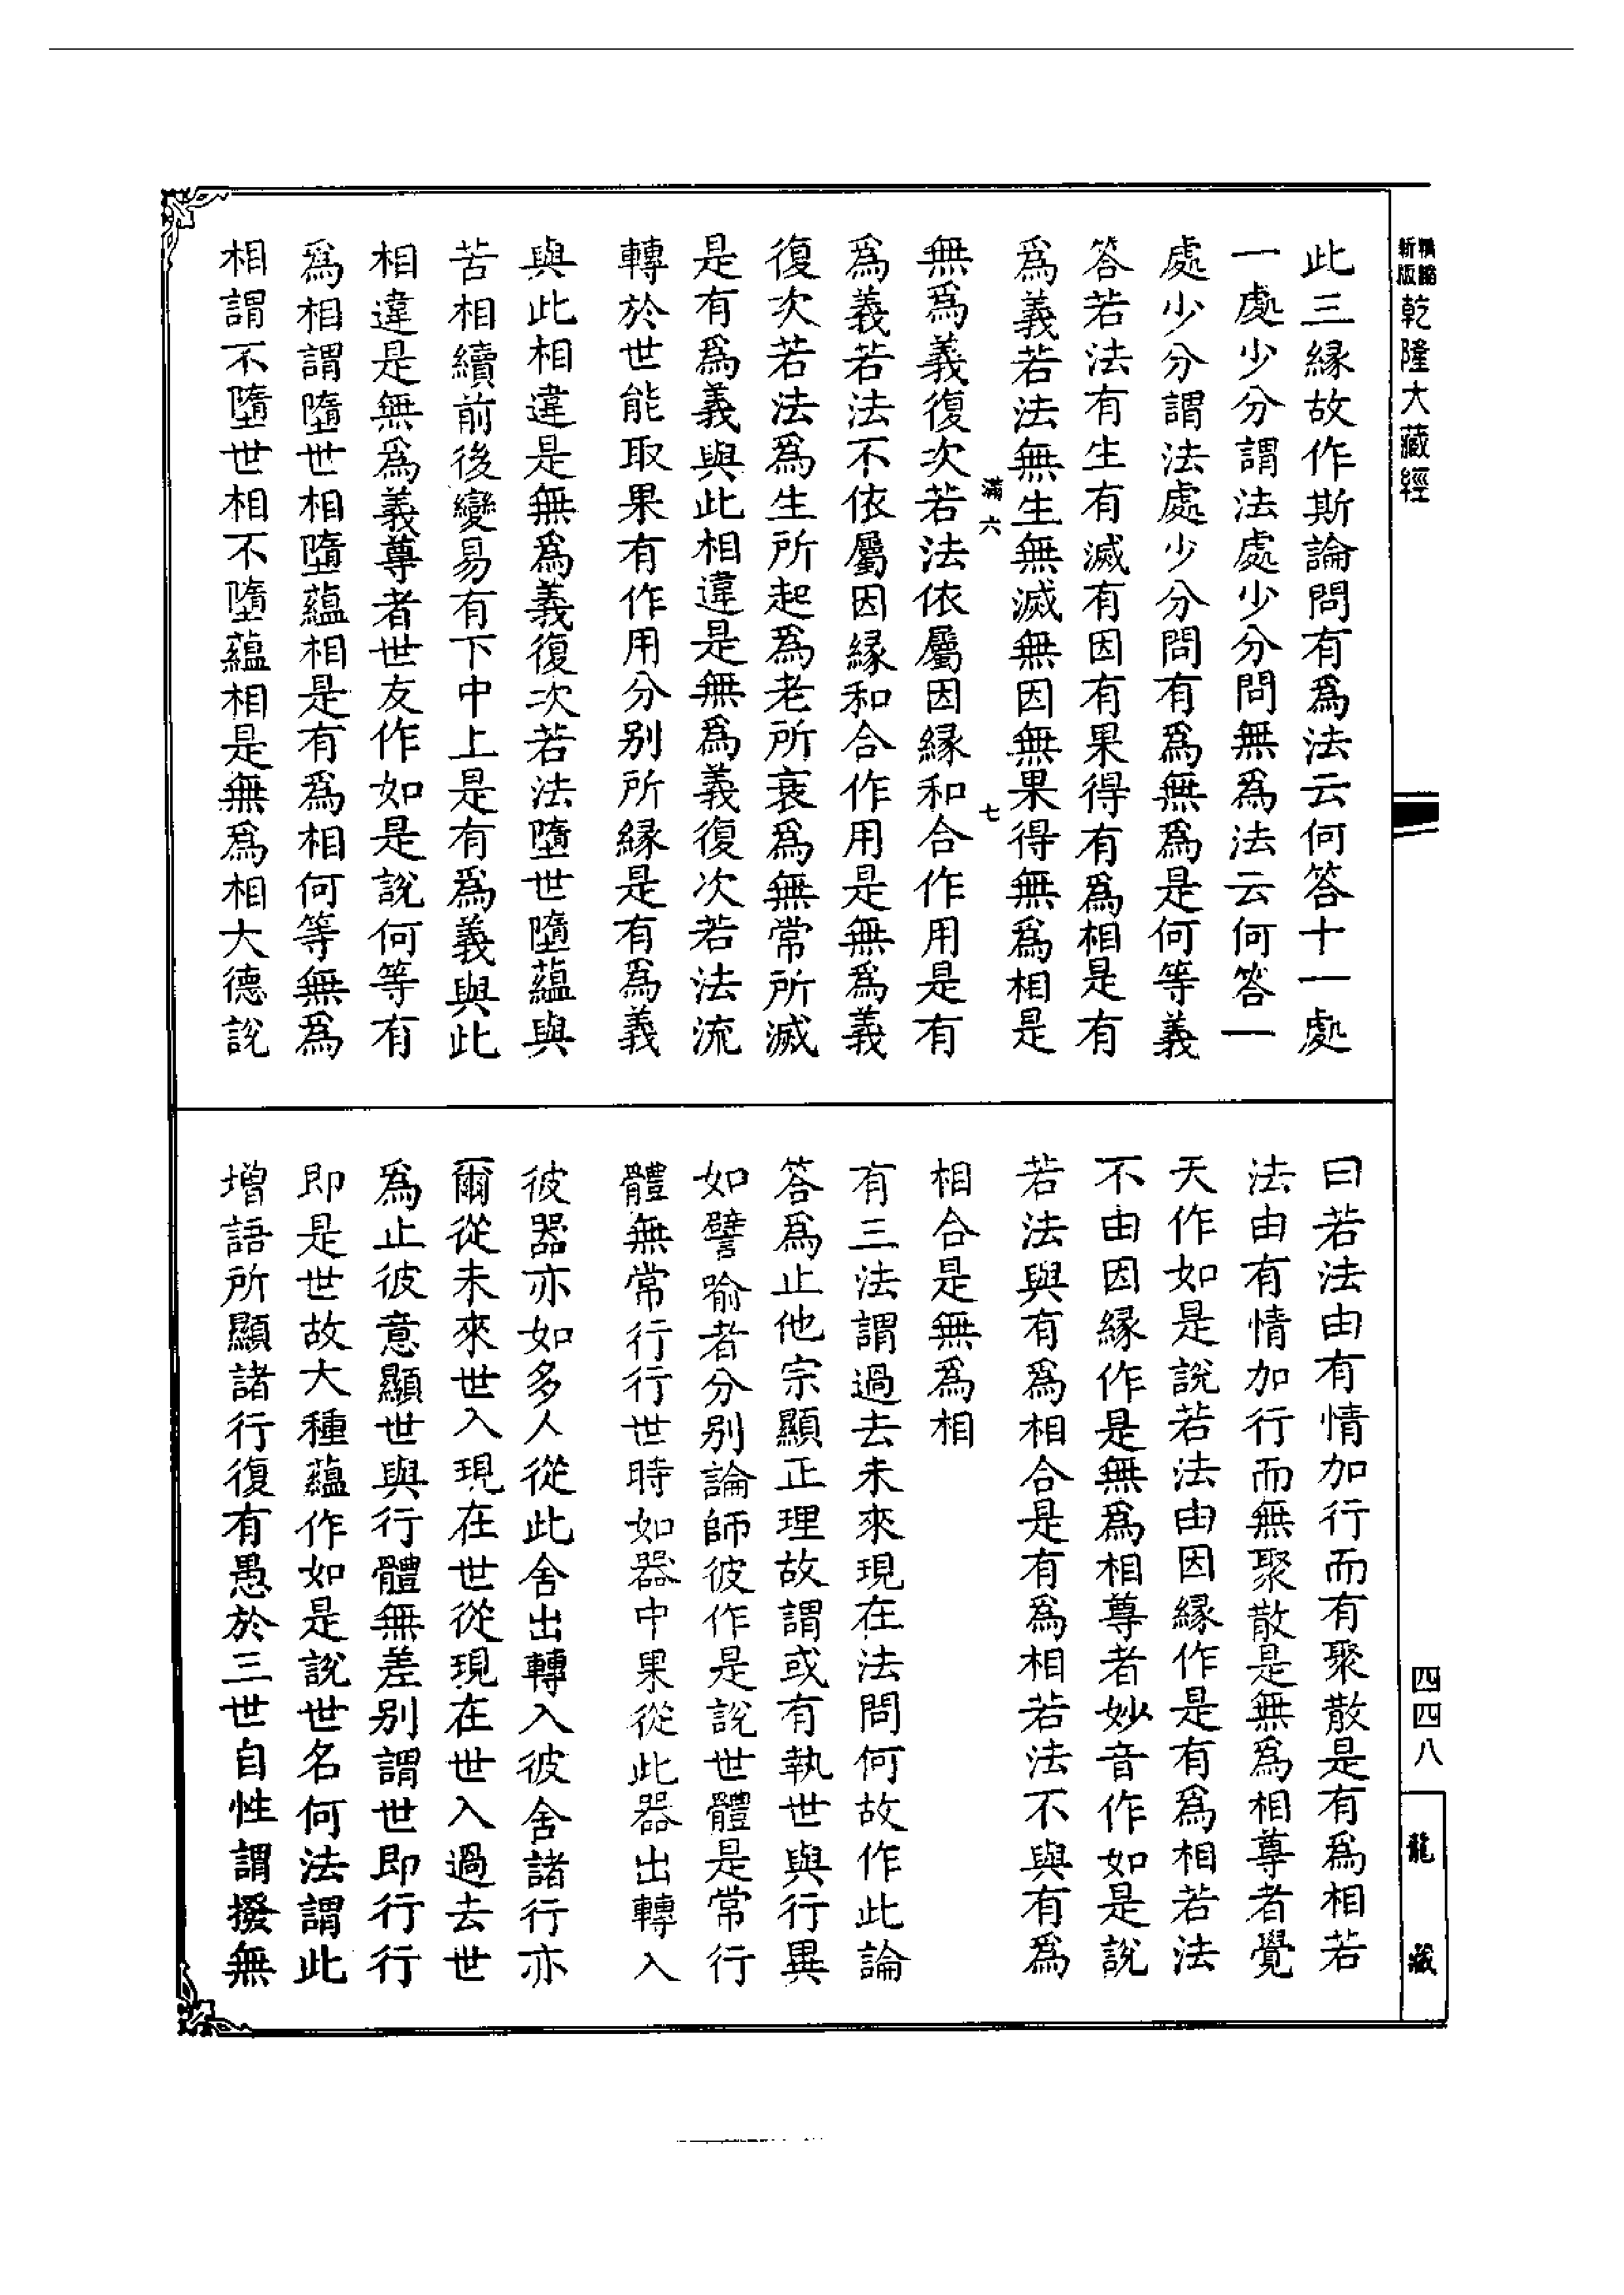 精語
新版
乾隆大藏經
此三緣故作斯論問有爲法云何答十一處
一處少分謂法處少分問無爲法云何答一
處少分謂法處少分問有爲無爲是何等義
答若法有生有滅有因有果得有爲相是有
爲義若法無生無滅無因無果得無爲相是
滿六 七
無爲義復次若法依屬因緣和合作用是有
爲義若法不依屬因緣和合作用是無爲義
復次若法爲生所起爲老所衰爲無常所滅
是有爲義與此相違是無爲義復次若法流
轉於世能取果有作用分别所緣是有爲義
與此相違是無爲義復次若法墮世墮蘊與
苦相續前後變易有下中上是有爲義與此
相違是無爲義尊者世友作如是說何等有
爲相謂墮世相墮蘊相是有爲相何等無爲
相謂不墮世相不墮蘊相是無爲相大德說
曰若法由有情加行而有聚散是有爲相若
法由有情加行而無聚散是無爲相尊者覺
天作如是說若法由因緣作是有爲相若法
不由因緣作是無爲相尊者妙音作如是說
若法與有爲相合是有爲相若法不與有爲
相合是無爲相
有三法謂過去未來現在法問何故作此論
答爲止他宗顯正理故謂或有執世與行異
如譬喻者分别論師彼作是說世體是常行
體無常行行世時如器中果從此器出轉入
彼器亦如多人從此舍出轉入彼舍諸行亦
爾從未來世入現在世從現在世入過去世
爲止彼意顯世與行體無差别謂世即行行
即是世故大種蘊作如是說世名何法謂此
增語所顯諸行復有愚於三世自性謂撥無
四四八
龍藏